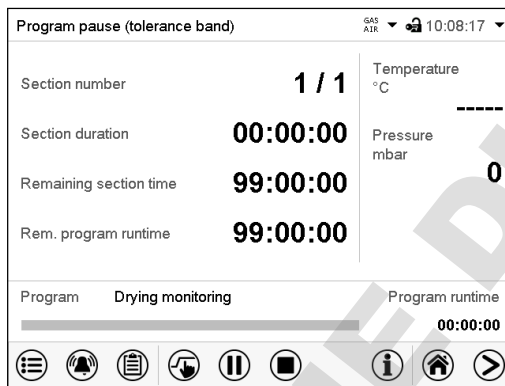 Program pause (tolerance band)
GAS
AIR
10:08:17
Section number 1 / 1
Section duration 00:00:00
Remaining section time 99:00:00
Rem. program runtime 99:00:00
Temperature
°C
-----
Pressure
mbar
0
Program Drying monitoring
Program runtime
00:00:00